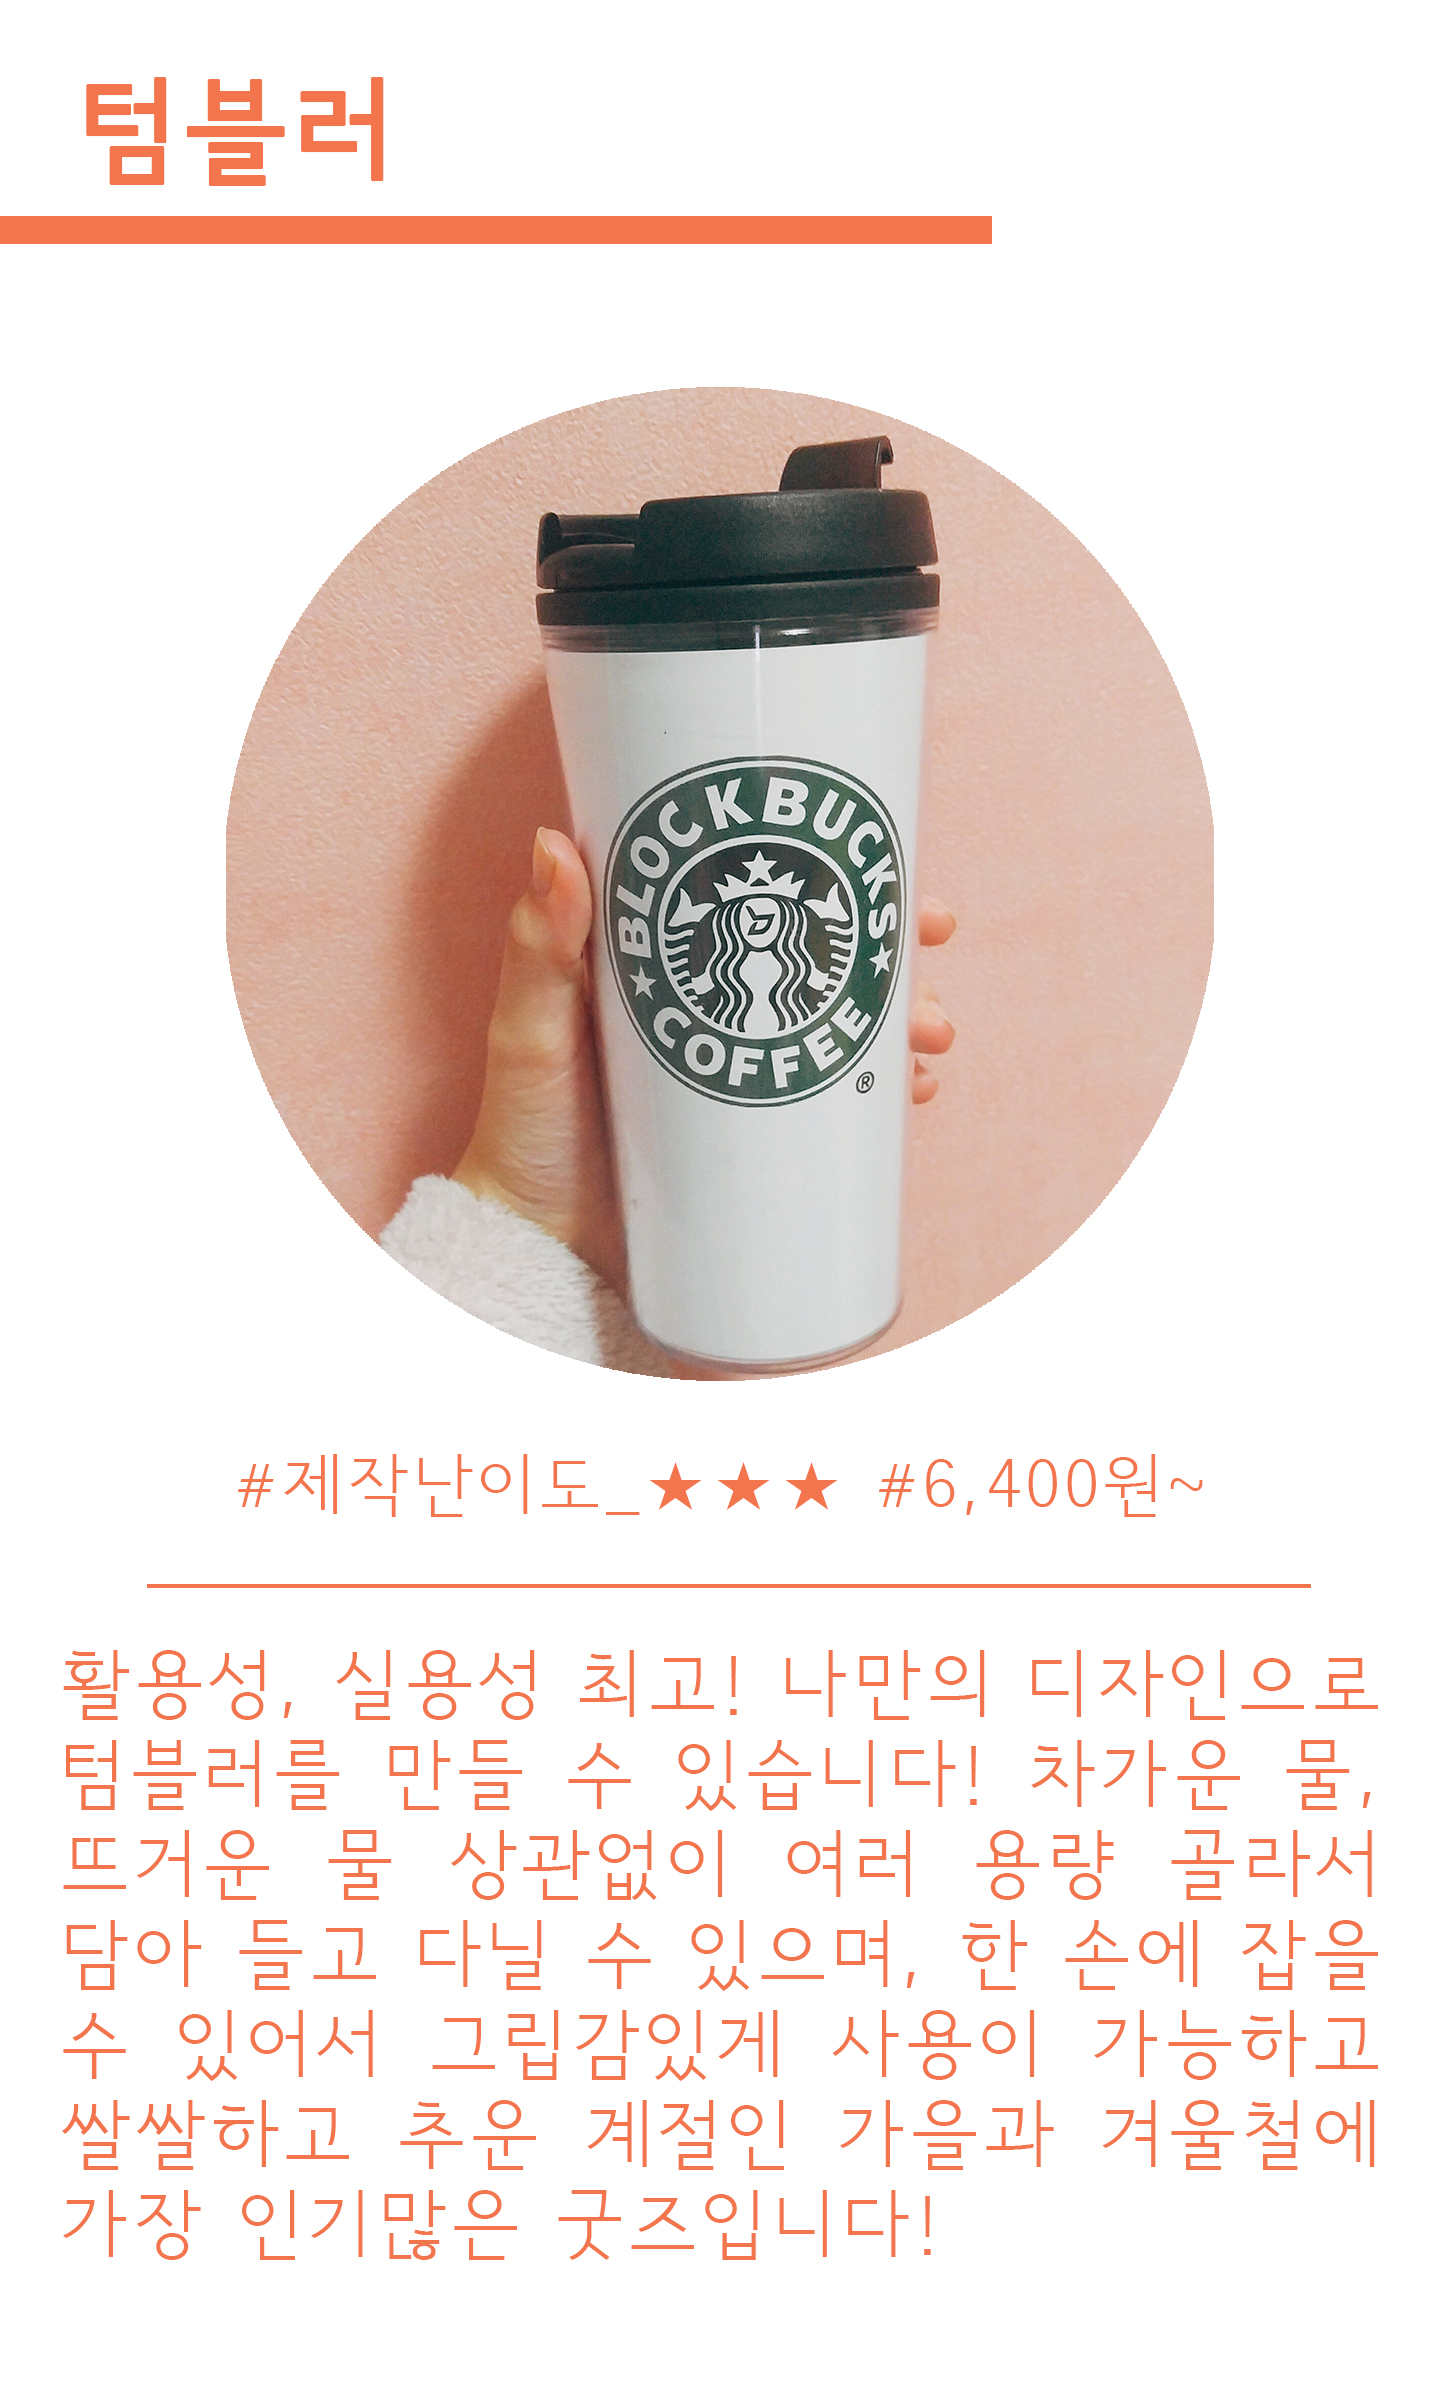 텀블러
BLOCKBUCKS
COFFEE
®
#제작난이도_★★★ #6,400원~
활용성, 실용성 최고! 나만의 디자인으로
텀블러를 만들 수 있습니다! 차가운 물,
뜨거운 물 상관없이 여러 용량 골라서
담아 들고 다닐 수 있으며, 한 손에 잡을
수 있어서 그립감있게 사용이 가능하고
쌀쌀하고 추운 계절인 가을과 겨울철에
가장 인기많은 굿즈입니다!